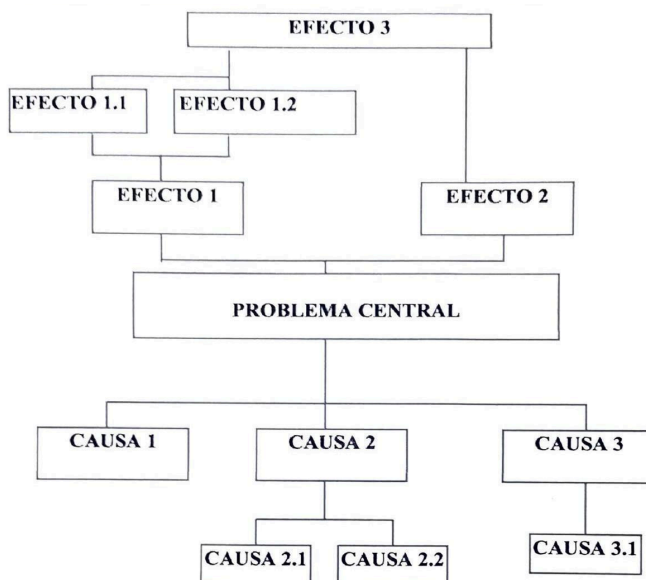 EFECTO 3
EFECTO 1.1
EFECTO 1.2
EFECTO 1
EFECTO 2
PROBLEMA CENTRAL
CAUSA 1
CAUSA 2
CAUSA 3
CAUSA 2.1
CAUSA 2.2
CAUSA 3.1